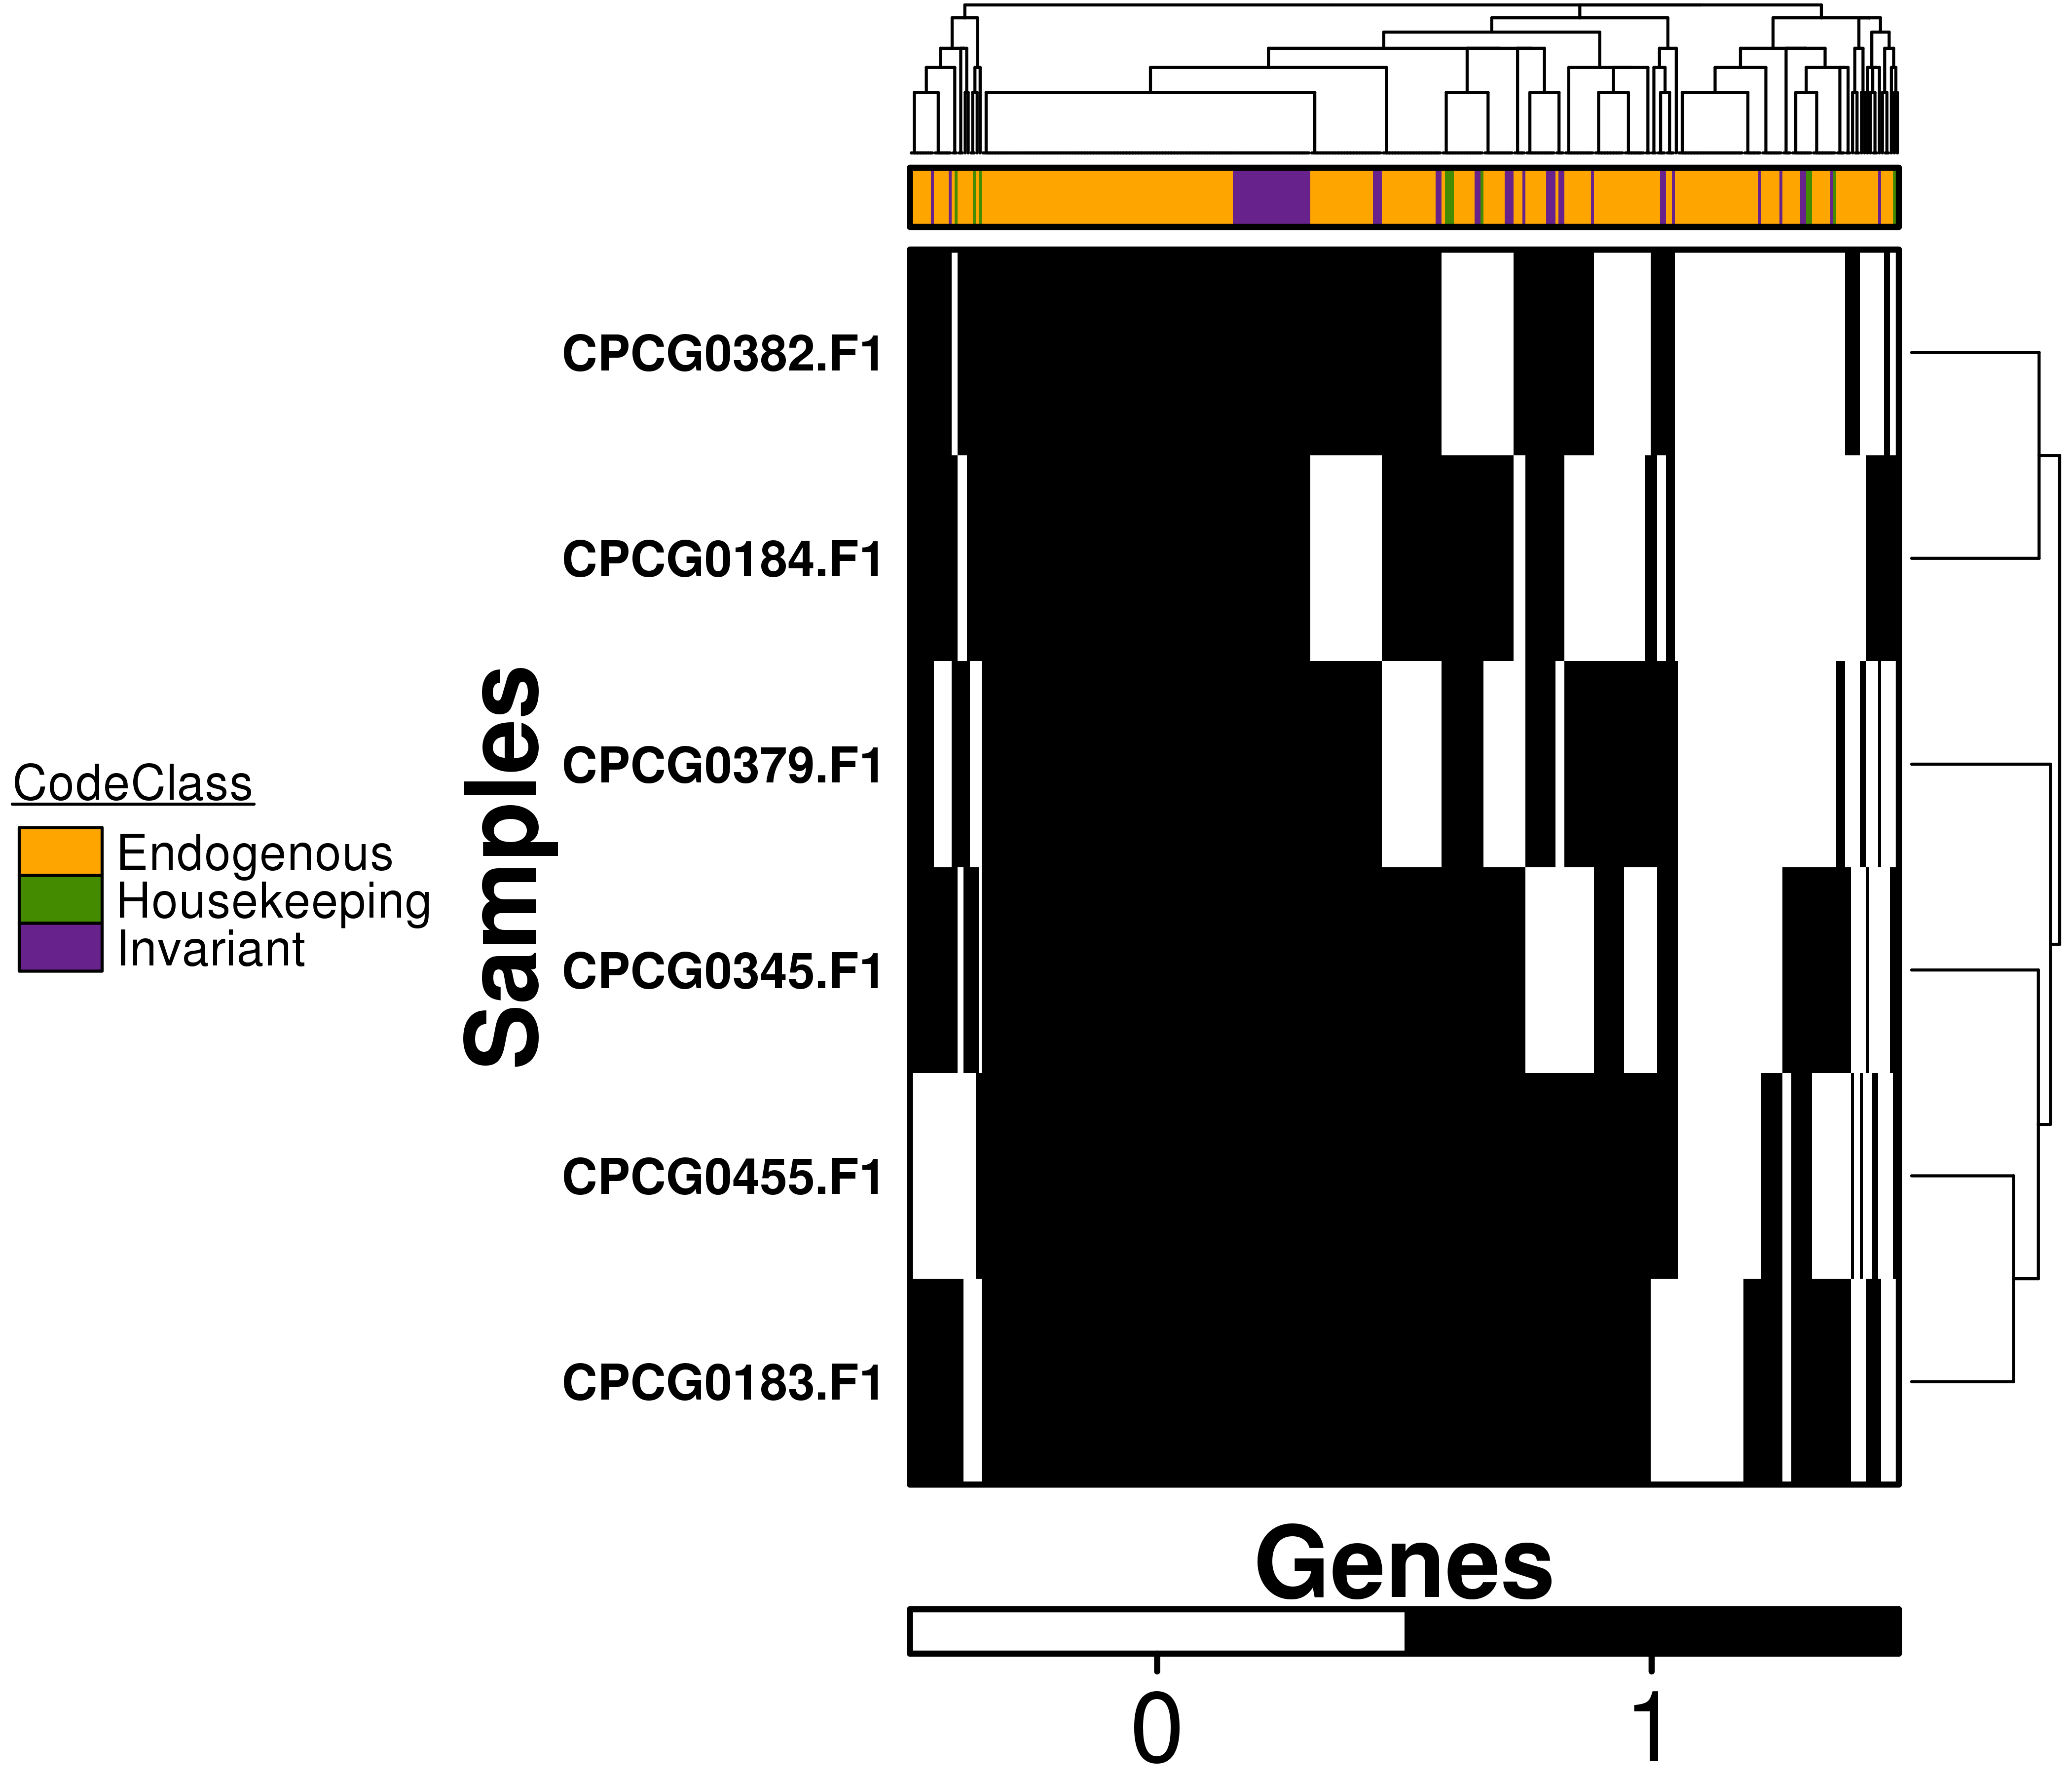 CPCG0382.F1
CPCG0184.F1
CPCG0379.F1
CPCG0345.F1
CPCG0455.F1
CPCG0183.F1
Samples
CodeClass
Endogenous
Housekeeping
Invariant
Genes
0 1